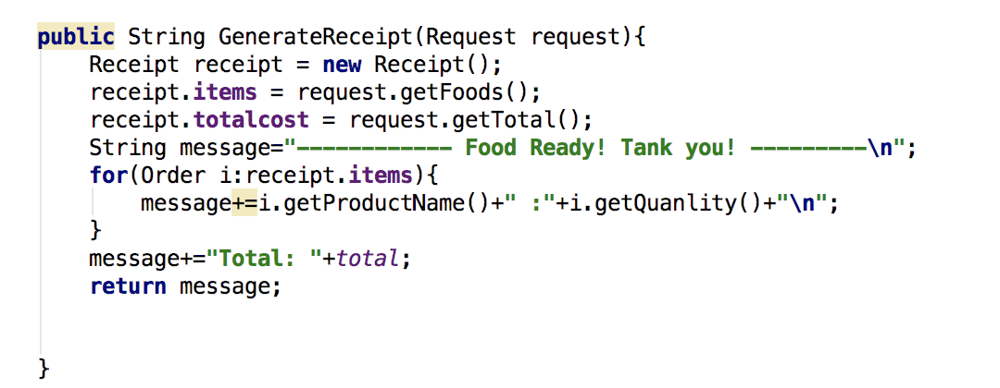 public String GenerateReceipt(Request request){
    Receipt receipt = new Receipt();
    receipt.items = request.getFoods();
    receipt.totalcost = request.getTotal();
    String message="------------ Food Ready! Tank you! ---------\n";
    for(Order i:receipt.items){
        message+=i.getProductName()+" :"+i.getQuanlity()+"\n";
    }
    message+="Total: "+total;
    return message;
}